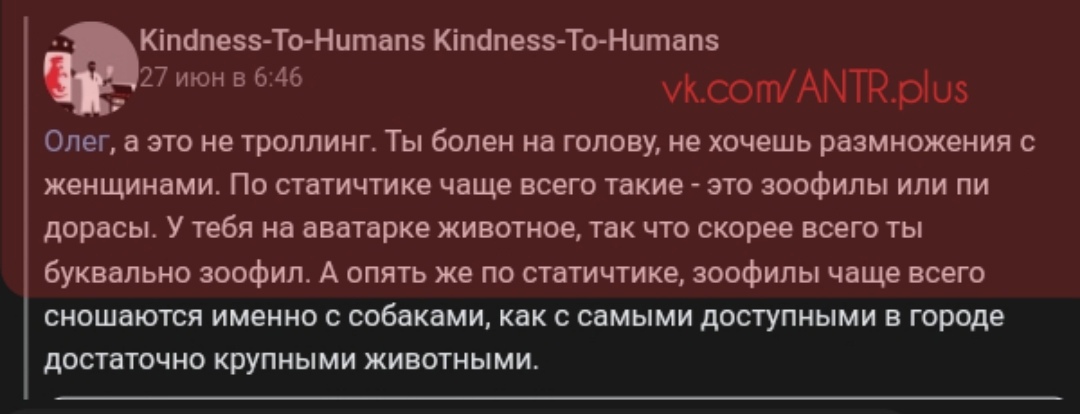 Kindness-To-Humans Kindness-To-Humans
27 июн в 6:46
vk.com/ANTR.plus
Олег, а это не троллинг. Ты болен на голову, не хочешь размножения с
женщинами. По статичтике чаще всего такие - это зоофилы или пи
дорасы. У тебя на аватарке животное, так что скорее всего ты
буквально зоофил. А опять же по статичтике, зоофилы чаще всего
сношаются именно с собаками, как с самыми доступными в городе
достаточно крупными животными.